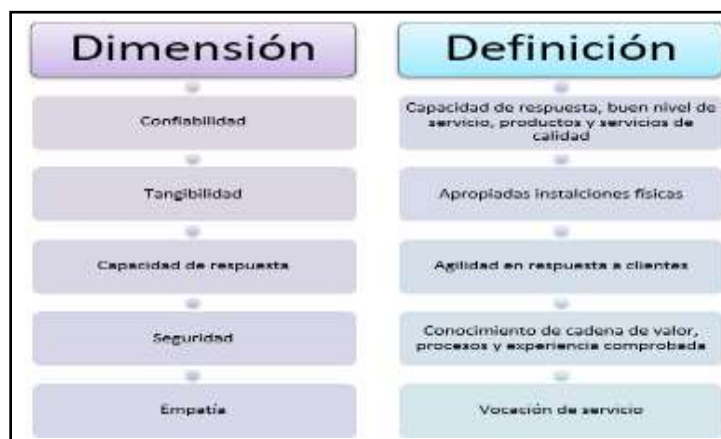 Dimensión
Definición
Confiabilidad
Capacidad de respuesta, buen nivel de
servicio, productos y servicios de
calidad
Tangibilidad
Apropiadas instalciones físicas
Capacidad de respuesta
Agilidad en respuesta a clientes
Seguridad
Conocimiento de cadena de valor,
procesos y experiencia comprobada
Empatía
Vocación de servicio